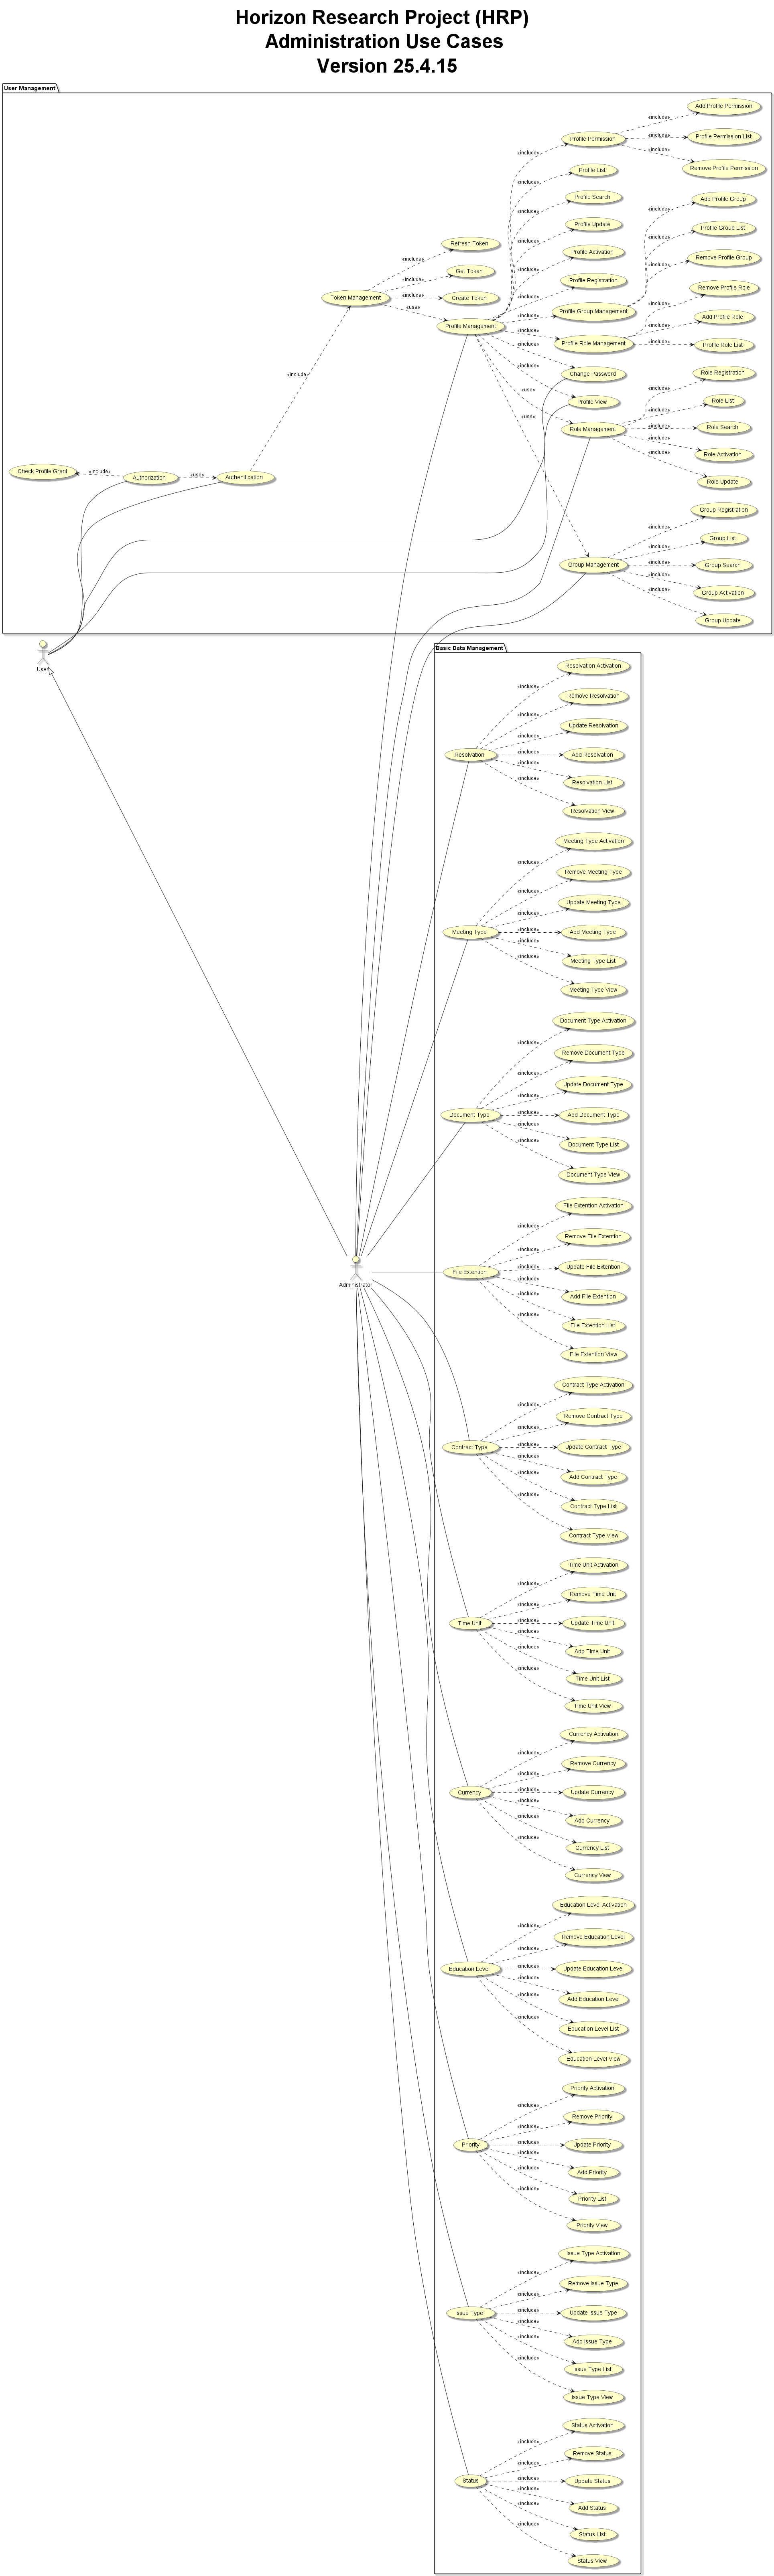 Horizon Research Project (HRP)
Administration Use Cases
Version 25.4.15
User Management
Add Profile Permission
«include»
Profile Permission
«include»
Profile Permission List
«include»
Remove Profile Permission
«include»
Profile List
«include»
Profile Search
«include»
Add Profile Group
«include»
Profile Update
«include»
Profile Group List
«include»
Refresh Token
«include»
Profile Activation
«include»
Remove Profile Group
«include»
Get Token
«include»
Profile Registration
«include»
Remove Profile Role
«include»
Token Management
«include»
Create Token
«include»
Profile Group Management
«include»
Add Profile Role
«include»
«use»
Profile Management
«include»
Profile Role Management
«include»
Profile Role List
«include»
«include»
Change Password
«include»
Role Registration
«include»
«include»
Profile View
Role List
«include»
«use»
«use»
Role Management
Role Search
«include»
Role Activation
«include»
Role Update
«include»
Check Profile Grant
«include»
Authorization
«use»
Authenitication
Group Registration
«include»
Group List
«include»
Group Management
Group Search
«include»
Group Activation
«include»
Group Update
«include»
User
Basic Data Management
Resolvation Activation
«include»
Remove Resolvation
«include»
Update Resolvation
«include»
Resolvation
«include»
Add Resolvation
«include»
Resolvation List
«include»
Resolvation View
Meeting Type Activation
«include»
Remove Meeting Type
«include»
Update Meeting Type
«include»
Meeting Type
«include»
Add Meeting Type
«include»
Meeting Type List
«include»
Meeting Type View
Document Type Activation
«include»
Remove Document Type
«include»
Update Document Type
«include»
Document Type
«include»
Add Document Type
«include»
Document Type List
«include»
Document Type View
File Extention Activation
«include»
Remove File Extention
«include»
Administrator
File Extention
«include»
Update File Extention
«include»
Add File Extention
«include»
File Extention List
«include»
File Extention View
Contract Type Activation
«include»
Remove Contract Type
«include»
Contract Type
«include»
Update Contract Type
«include»
Add Contract Type
«include»
Contract Type List
«include»
Contract Type View
Time Unit Activation
«include»
Remove Time Unit
«include»
Time Unit
«include»
Update Time Unit
«include»
Add Time Unit
«include»
Time Unit List
«include»
Time Unit View
Currency Activation
«include»
Remove Currency
«include»
Currency
«include»
Update Currency
«include»
Add Currency
«include»
Currency List
«include»
Currency View
Education Level Activation
«include»
Remove Education Level
«include»
Education Level
«include»
Update Education Level
«include»
Add Education Level
«include»
Education Level List
«include»
Education Level View
Priority Activation
«include»
Remove Priority
«include»
Priority
«include»
Update Priority
«include»
Add Priority
«include»
Priority List
«include»
Priority View
Issue Type Activation
«include»
Remove Issue Type
«include»
Issue Type
«include»
Update Issue Type
«include»
Add Issue Type
«include»
Issue Type List
«include»
Issue Type View
Status Activation
«include»
Remove Status
«include»
Status
«include»
Update Status
«include»
Add Status
«include»
Status List
«include»
Status View